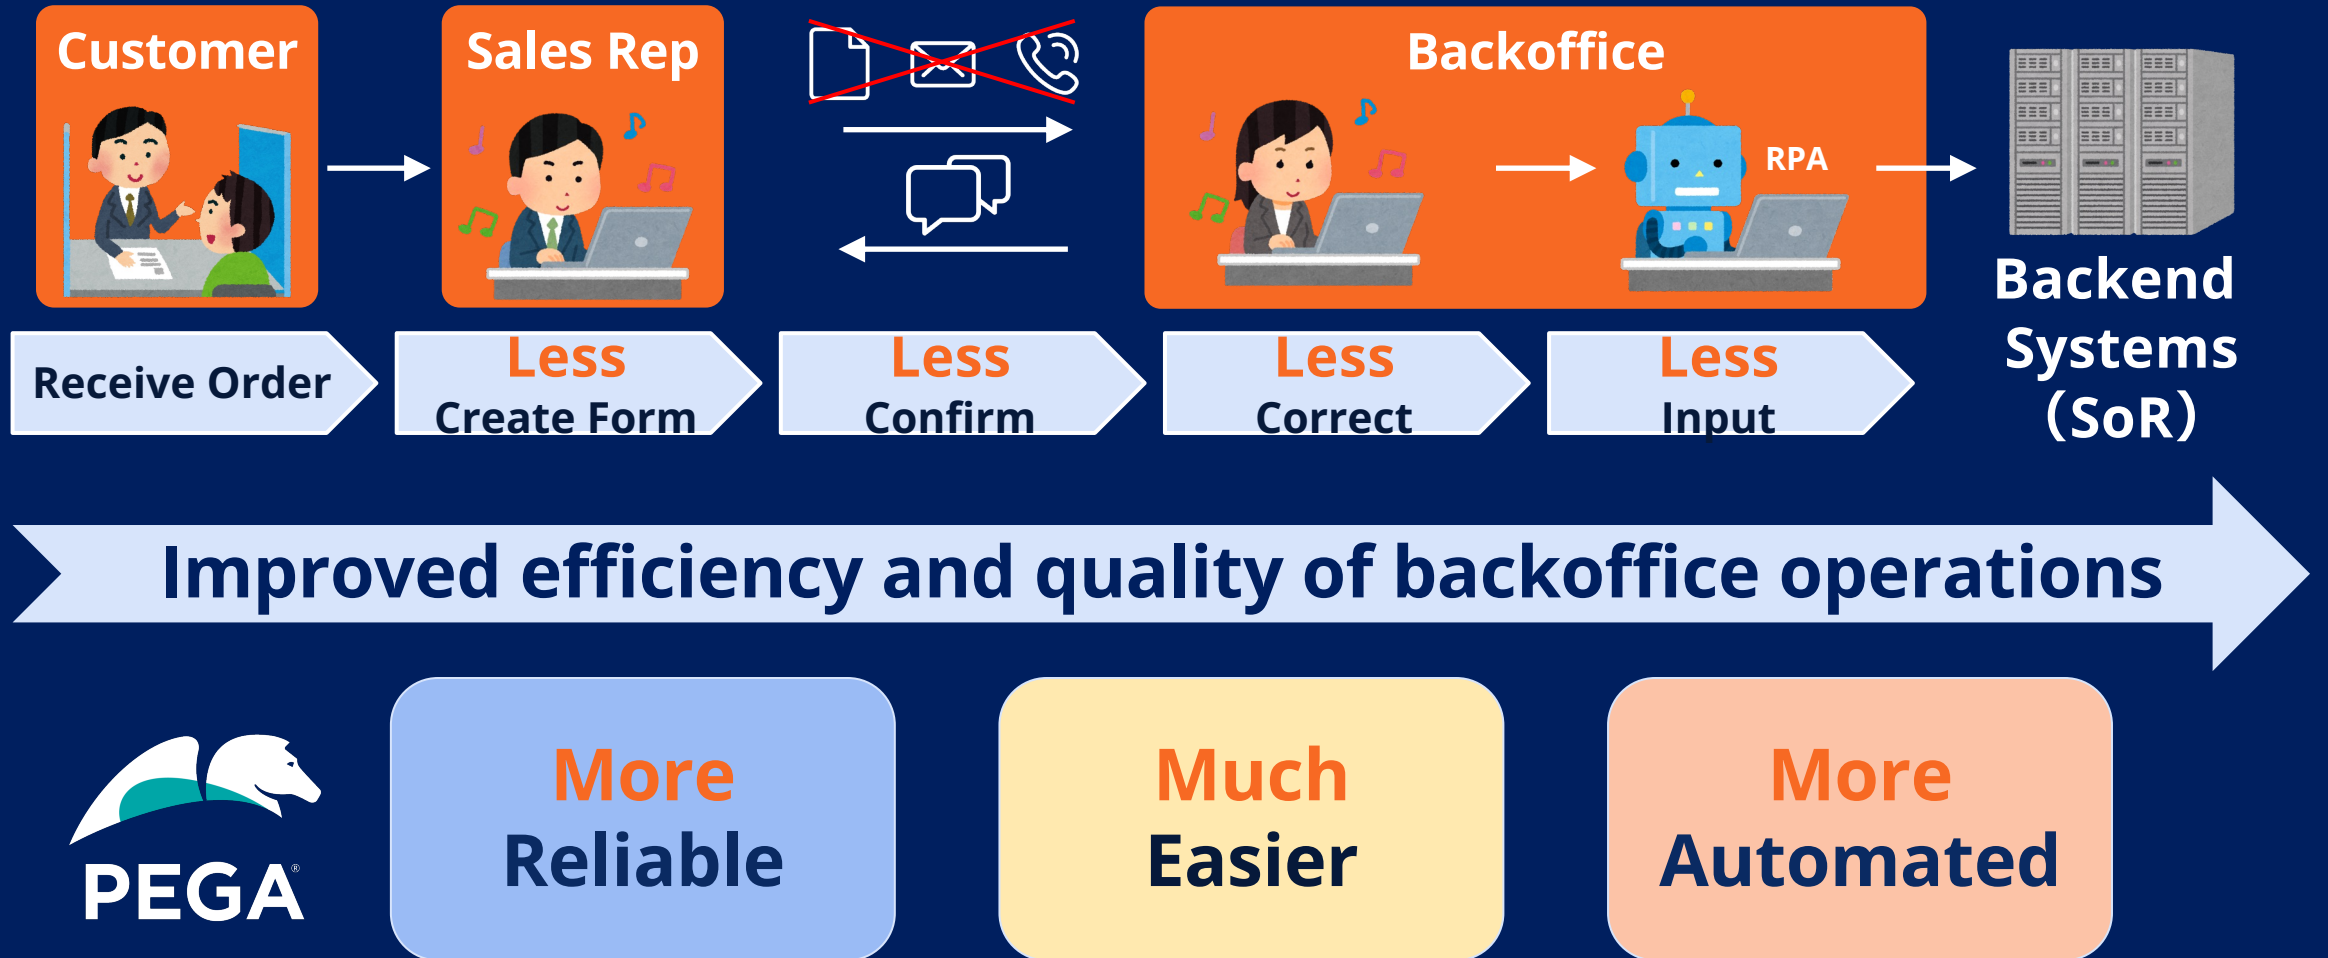 Customer
Sales Rep
Backoffice
RPA
Backend
Systems
（SoR）
Receive Order
Less
Create Form
Less
Confirm
Less
Correct
Less
Input
Improved efficiency and quality of backoffice operations
PEGA®
More
Reliable
Much
Easier
More
Automated